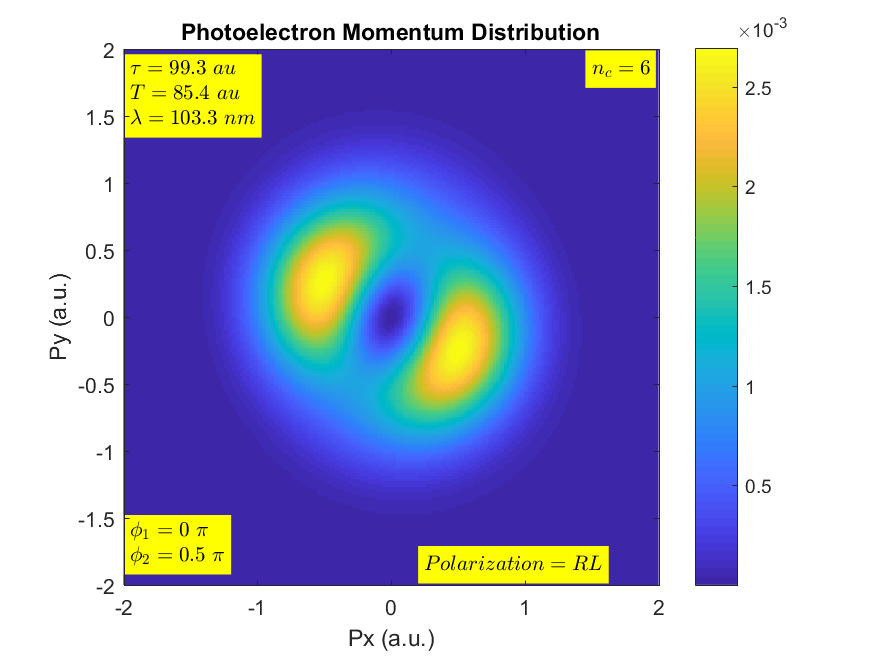 Photoelectron Momentum Distribution
×10⁻³
τ = 99.3 au
T = 85.4 au
λ = 103.3 nm
n_c = 6
2
1.5
1
0.5
0
-0.5
-1
-1.5
-2
Py (a.u.)
2.5
2
1.5
1
0.5
ϕ₁ = 0 π
ϕ₂ = 0.5 π
Polarization = RL
-2
-1
0
1
2
Px (a.u.)